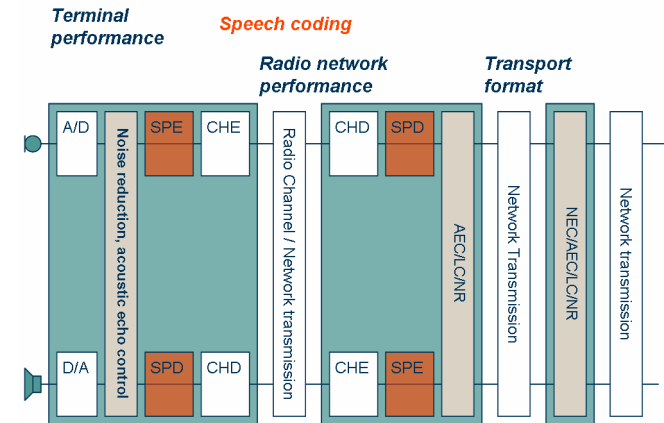 Terminal
performance
Speech coding
Radio network
performance
Transport
format
A/D
Noise reduction, acoustic echo control
SPE
CHE
Radio Channel / Network transmission
CHD
SPD
AEC/LC/NR
Network Transmission
NEC/AEC/LC/NR
Network transmission
D/A
SPD
CHD
CHE
SPE